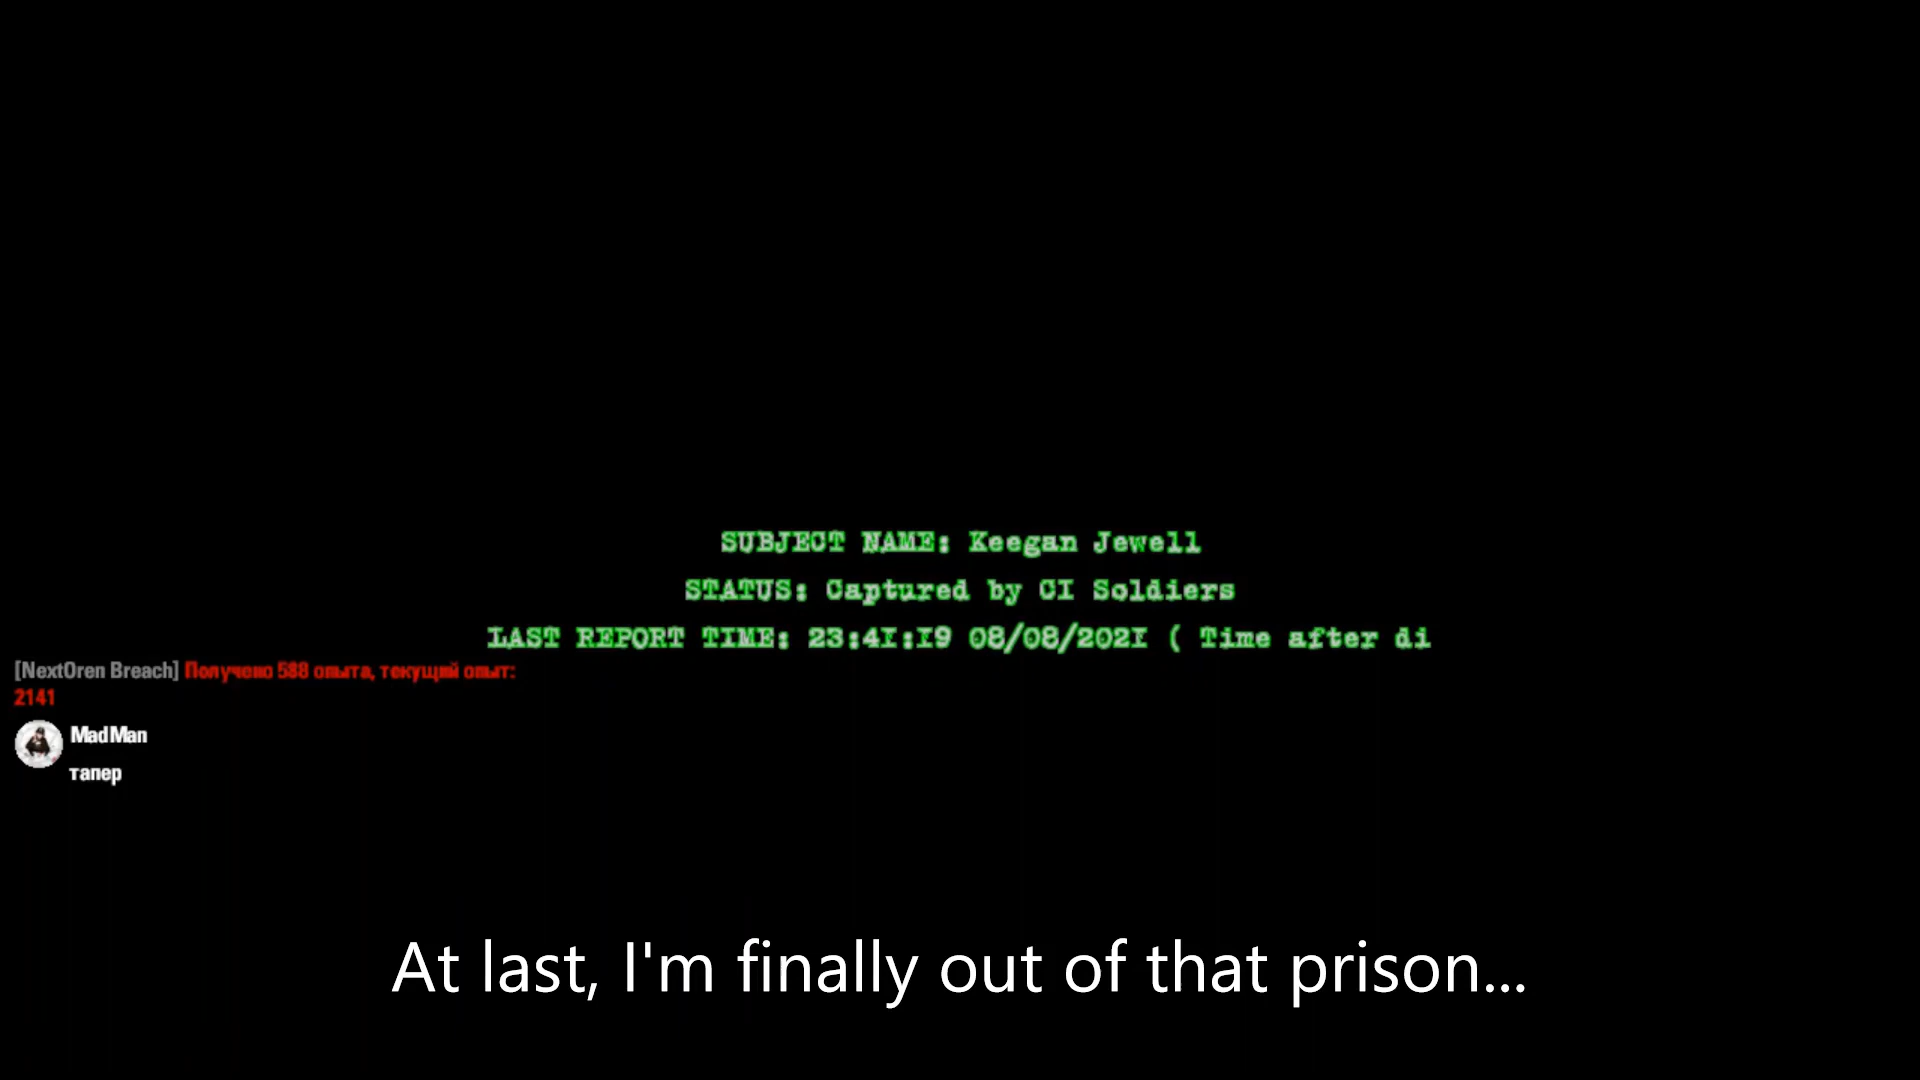 SUBJECT NAME: Keegan Jewell
STATUS: Captured by CI Soldiers
LAST REPORT TIME: 23:41:19 08/08/2021 ( Time after di
[NextOren Breach] Получено 588 опыта, текущий опыт:
2141
MadMan
тапер
At last, I'm finally out of that prison...